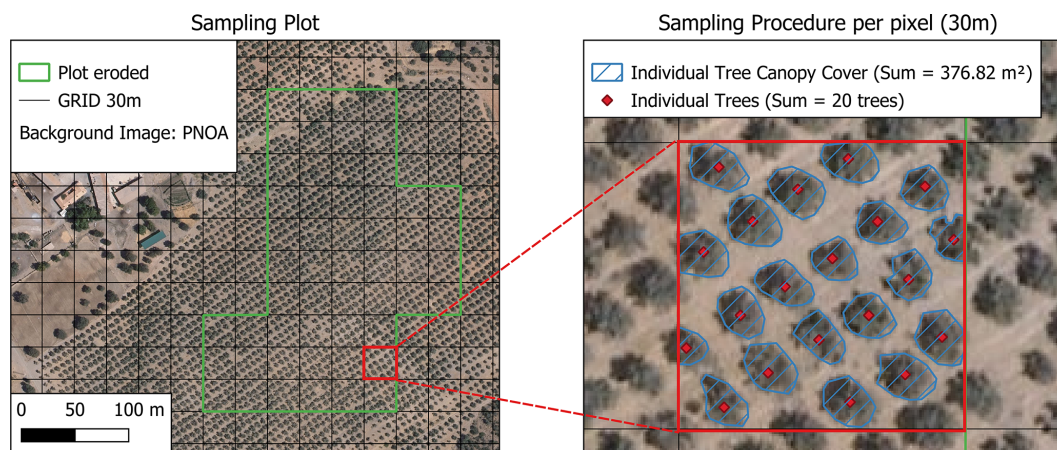 Sampling Plot
Plot eroded
GRID 30m
Background Image: PNOA
0 50 100 m
Sampling Procedure per pixel (30m)
Individual Tree Canopy Cover (Sum = 376.82 m²)
Individual Trees (Sum = 20 trees)